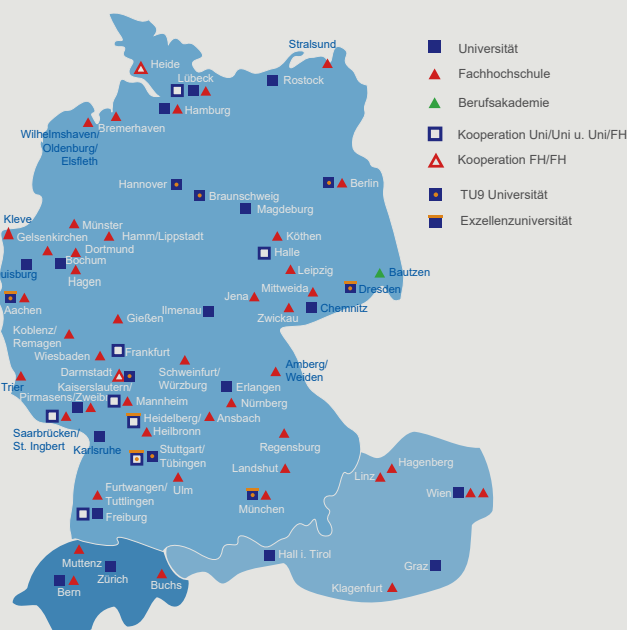 Stralsund
Heide
Lübeck
Rostock
Hamburg
Bremerhaven
Wilhelmshaven/
Oldenburg/
Elsfleth
Hannover
Braunschweig
Berlin
Magdeburg
Kleve
Münster
Gelsenkirchen
Hamm/Lippstadt
Köthen
Dortmund
Halle
Bochum
uisburg
Leipzig
Bautzen
Hagen
Mittweida
Dresden
Jena
Aachen
Ilmenau
Chemnitz
Zwickau
Gießen
Koblenz/
Remagen
Frankfurt
Wiesbaden
Amberg/
Weiden
Darmstadt
Schweinfurt/
Würzburg
Trier
Kaiserslautern/
Pirmasens/Zweibr
Erlangen
Mannheim
Nürnberg
Heidelberg/
Heilbronn
Ansbach
Saarbrücken/
St. Ingbert
Karlsruhe
Regensburg
Stuttgart/
Tübingen
Landshut
Ulm
Furtwangen/
Tuttlingen
München
Freiburg
Hagenberg
Linz
Wien
Hall i. Tirol
Graz
Klagenfurt
Muttenz
Zürich
Bern
Buchs
Universität
Fachhochschule
Berufsakademie
Kooperation Uni/Uni u. Uni/FH
Kooperation FH/FH
TU9 Universität
Exzellenzuniversität